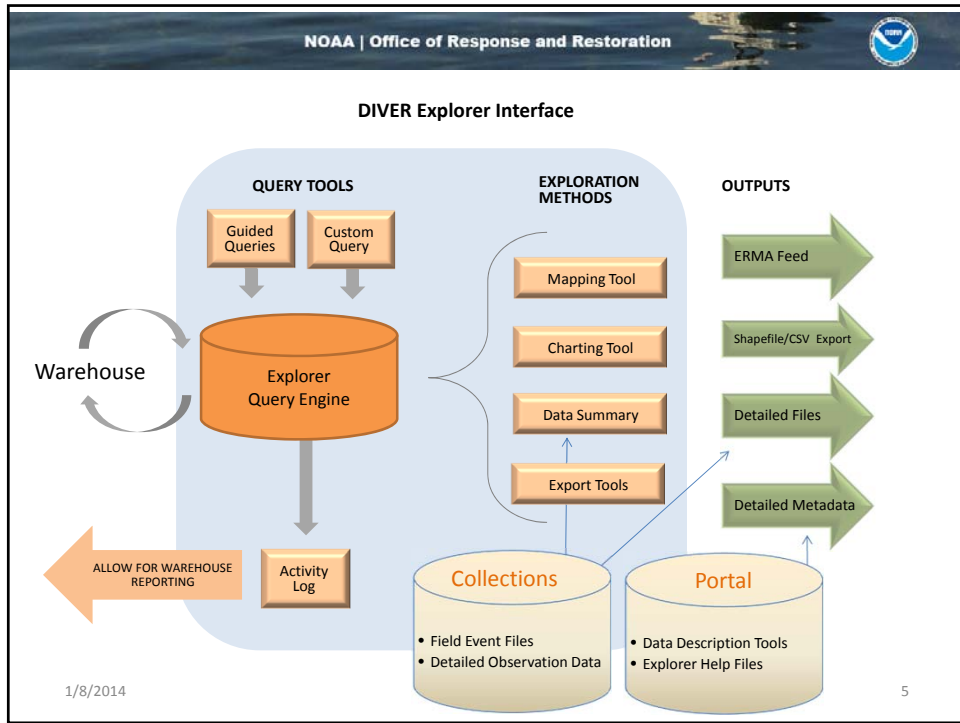 NOAA | Office of Response and Restoration
NOAA
DIVER Explorer Interface
QUERY TOOLS
EXPLORATION
METHODS
OUTPUTS
Guided
Queries
Custom
Query
Mapping Tool
Charting Tool
Data Summary
Export Tools
ERMA Feed
Shapefile/CSV Export
Detailed Files
Detailed Metadata
Warehouse
Explorer
Query Engine
ALLOW FOR WAREHOUSE
REPORTING
Activity
Log
Collections
• Field Event Files
• Detailed Observation Data
Portal
• Data Description Tools
• Explorer Help Files
1/8/2014
5